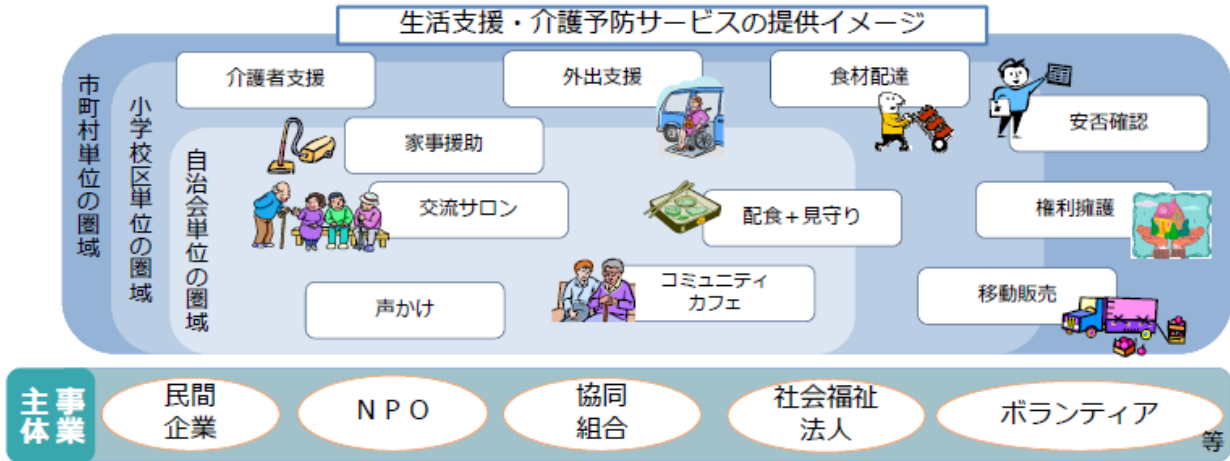 生活支援・介護予防サービスの提供イメージ
市町村単位の圏域
小学校区単位の圏域
自治会単位の圏域
介護者支援
外出支援
食材配達
安否確認
家事援助
交流サロン
配食＋見守り
権利擁護
声かけ
コミュニティ
カフェ
移動販売
事業
主体
民間
企業
ＮＰＯ
協同
組合
社会福祉
法人
ボランティア
等